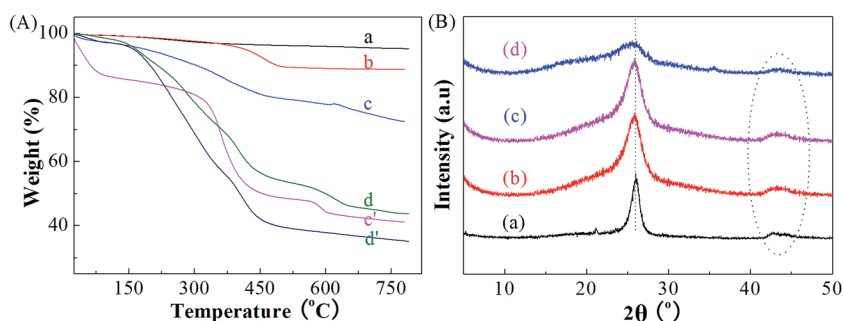 (A)
100
80
60
40
Weight (%)
150 300 450 600 750
Temperature (°C)
a
b
c
d
c'
d'
(B)
Intensity (a.u)
(d)
(c)
(b)
(a)
10 20 30 40 50
2θ (°)